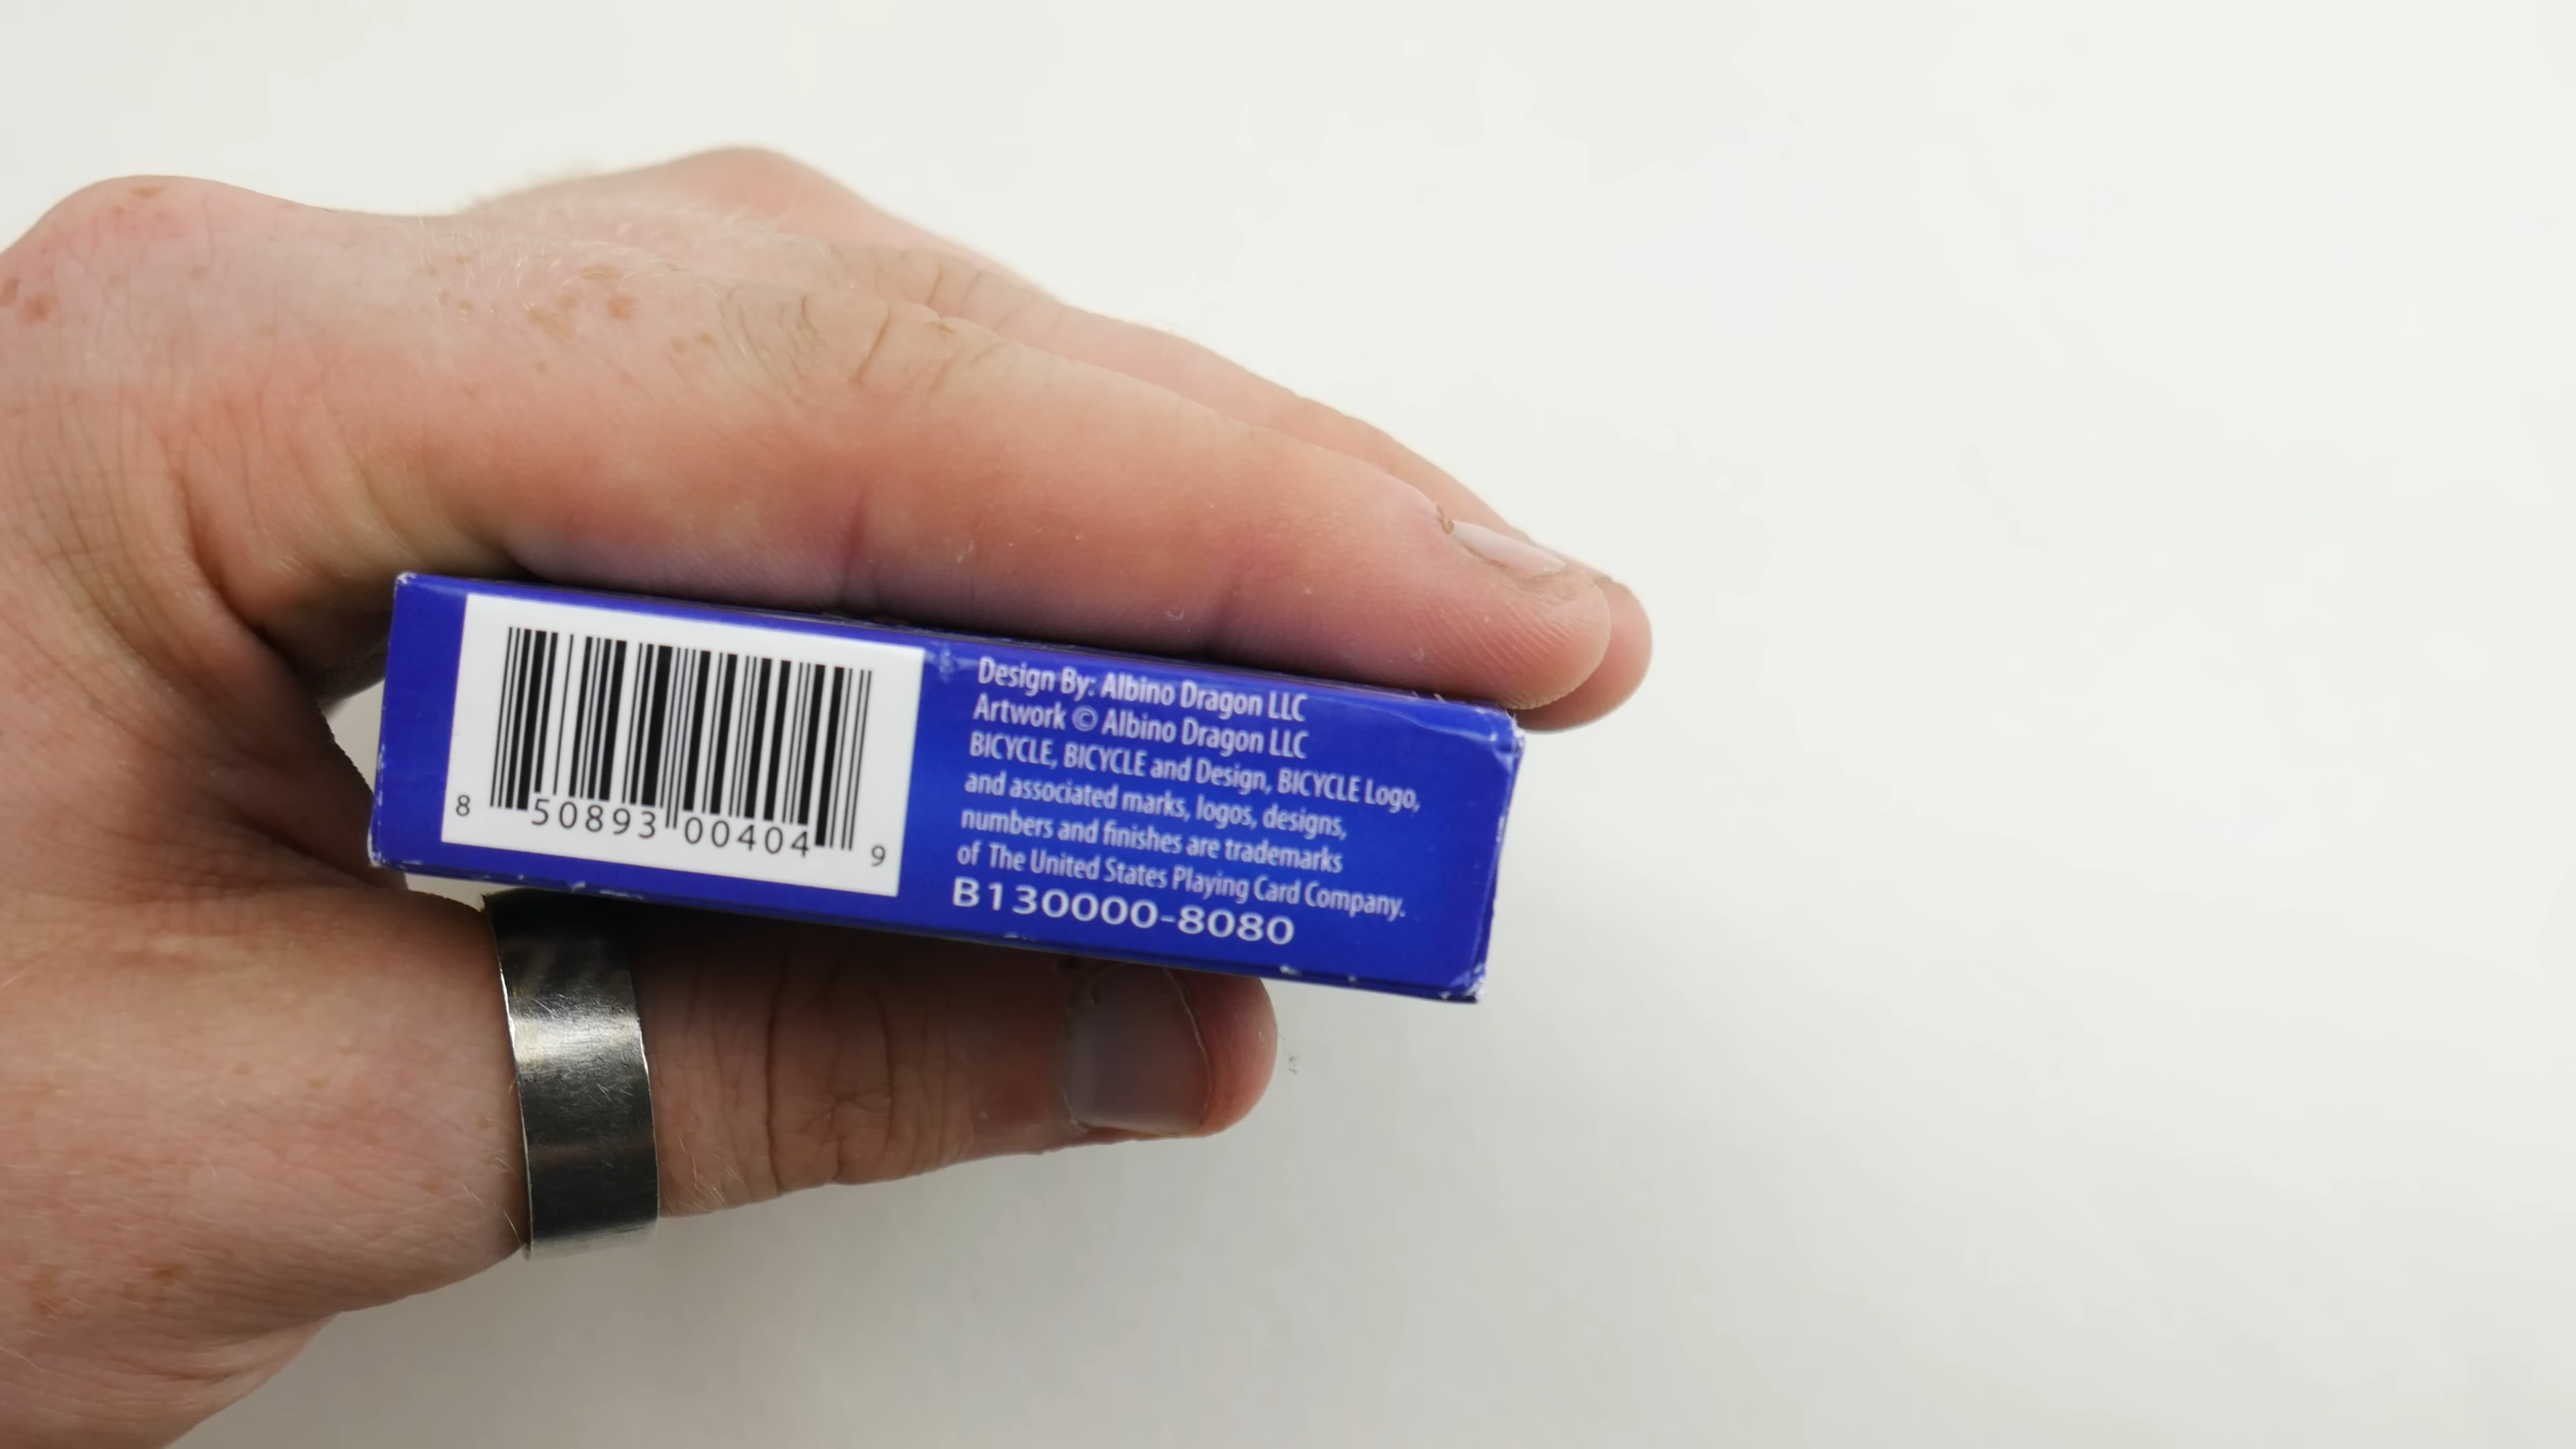 8 50893 00404 9
Design By: Albino Dragon LLC
Artwork © Albino Dragon LLC
BICYCLE, BICYCLE and Design, BICYCLE Logo,
and associated marks, logos, designs,
numbers and finishes are trademarks
of The United States Playing Card Company.
B130000-8080